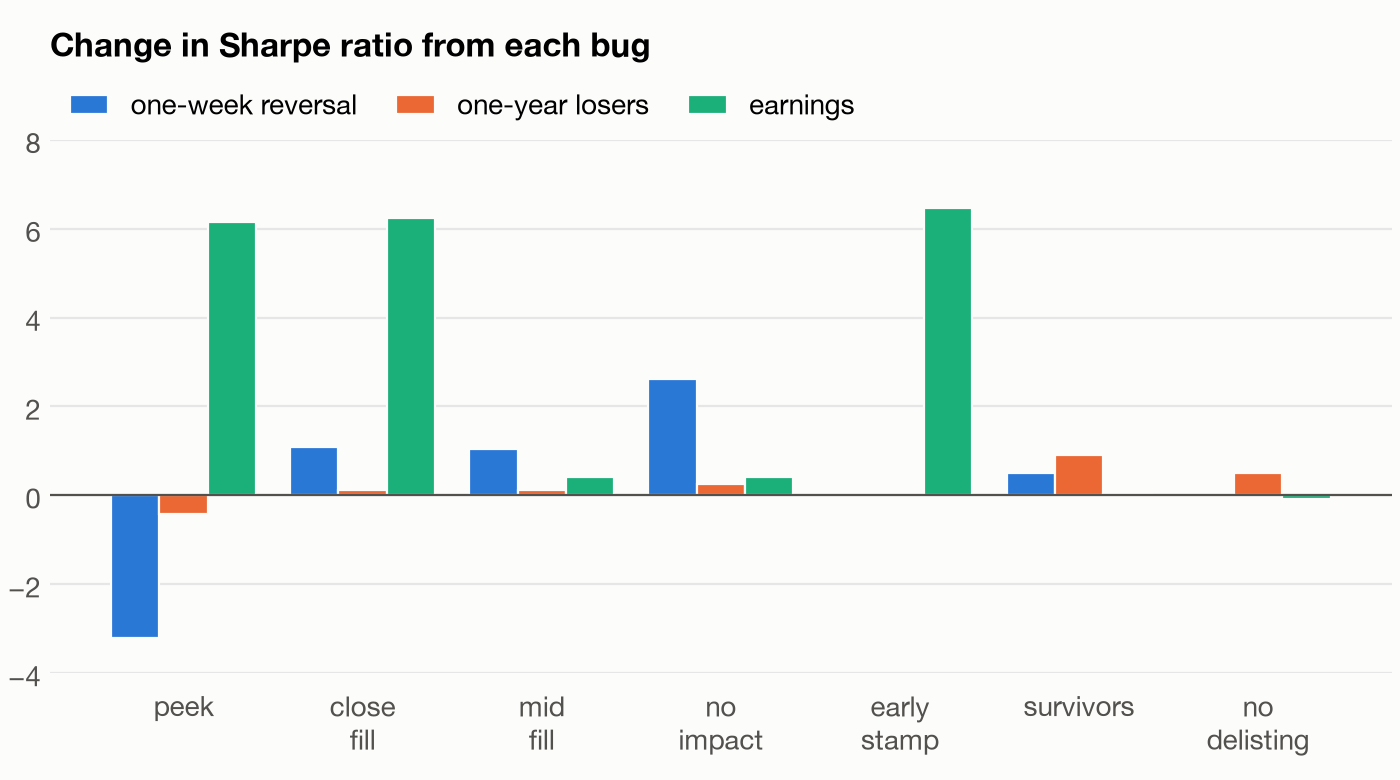 Change in Sharpe ratio from each bug
one-week reversal one-year losers earnings
8
6
4
2
0
−2
−4
peek close mid no early survivors no
fill fill impact stamp delisting